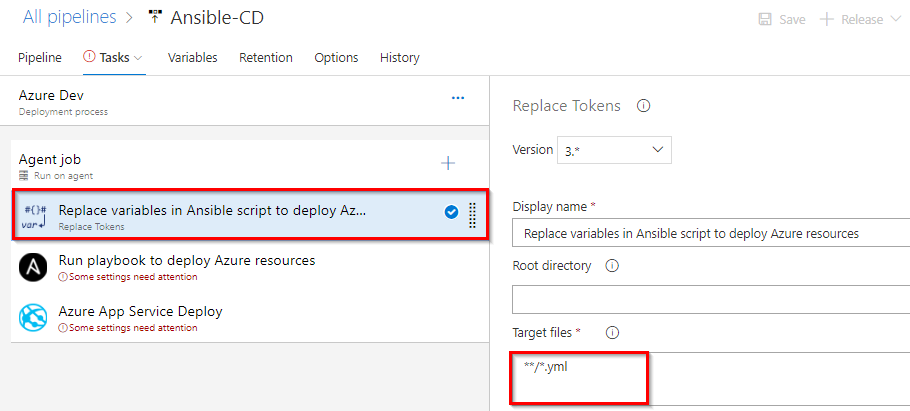 All pipelines > Ansible-CD
Save + Release
Pipeline Tasks Variables Retention Options History
Azure Dev
Deployment process
...
Agent job
Run on agent
#{}#
var
Replace variables in Ansible script to deploy Az...
Replace Tokens
Run playbook to deploy Azure resources
Some settings need attention
Azure App Service Deploy
Some settings need attention
Replace Tokens
Version 3.*
Display name *
Replace variables in Ansible script to deploy Azure resources
Root directory
Target files *
**/*.yml